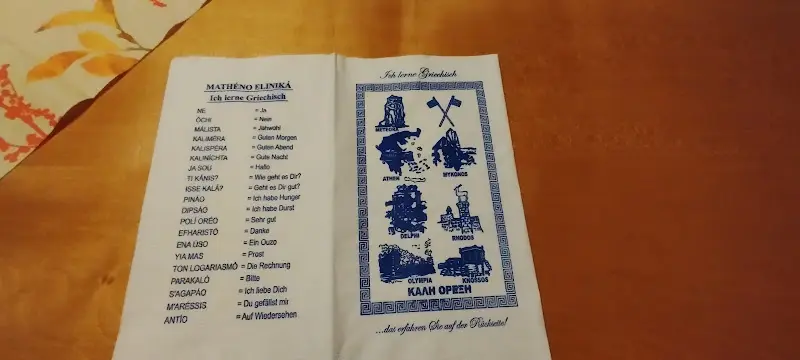 MATHÉNO ELINIKÁ
Ich lerne Griechisch
NE = Ja
ÓCHI = Nein
MÁLISTA = Jahwohl
KALIMÉRA = Guten Morgen
KALISPÉRA = Guten Abend
KALINÍCHTA = Gute Nacht
JA SOU = Hallo
TI KÁNIS? = Wie geht es Dir?
ISSE KALÁ? = Geht es Dir gut?
PINÁO = Ich habe Hunger
DIPSÁO = Ich habe Durst
POLÍ ORÉO = Sehr gut
EFHARISTÓ = Danke
ENA USO = Ein Ouzo
YIA MAS = Prost
TON LOGARIASMÓ = Die Rechnung
PARAKALÓ = Bitte
S'AGAPÁO = Ich liebe Dich
M'ARÉSSIS = Du gefällst mir
ANTÍO = Auf Wiedersehen
Ich lerne Griechisch
METEORA
ATHEN MYKONOS
DELPHI RHODOS
OLYMPIA KNOSSOS
ΚΑΛΗ ΟΡΕΞΗ
...das erfahren Sie auf der Rückseite!